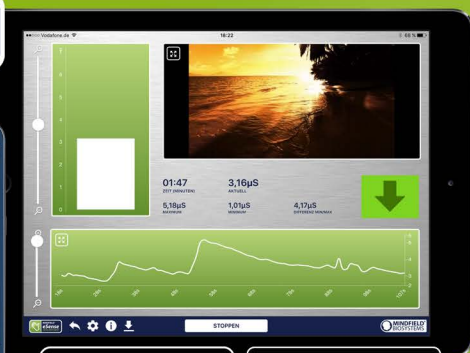 Vodafone.de
18:22
68 %
01:47
ZEIT (MINUTEN)
3,16µS
AKTUELL
5,18µS
MAXIMUM
1,01µS
MINIMUM
4,17µS
DIFFERENZ MIN/MAX
eSense
STOPPEN
MINDFIELD
BIOSYSTEMS